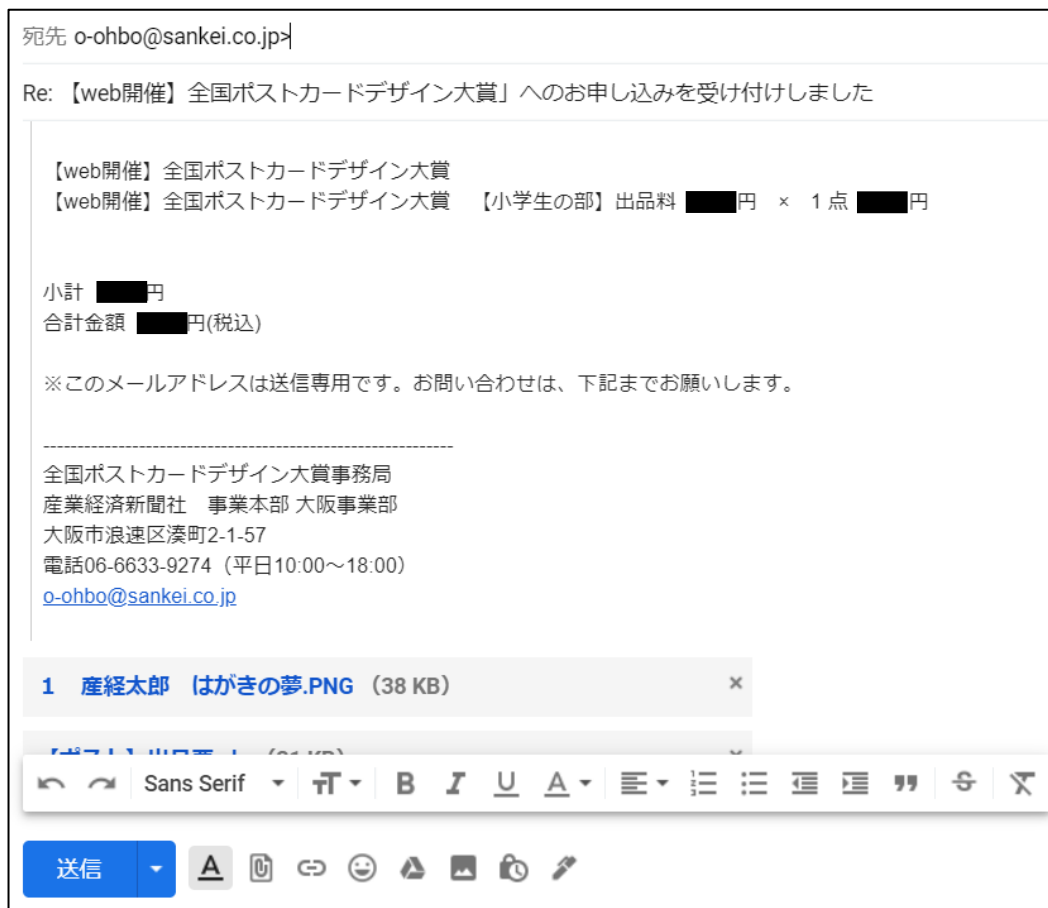 宛先 o-ohbo@sankei.co.jp>
Re: 【web開催】全国ポストカードデザイン大賞」へのお申し込みを受け付けしました
【web開催】全国ポストカードデザイン大賞
【web開催】全国ポストカードデザイン大賞　【小学生の部】出品料 円　×　1 点 円
小計 円
合計金額 円(税込)
※このメールアドレスは送信専用です。お問い合わせは、下記までお願いします。
------------------------------------------------------------
全国ポストカードデザイン大賞事務局
産業経済新聞社　事業本部 大阪事業部
大阪市浪速区湊町2-1-57
電話06-6633-9274（平日10:00～18:00）
o-ohbo@sankei.co.jp
1　産経太郎　はがきの夢.PNG（38 KB）
Sans Serif
送信